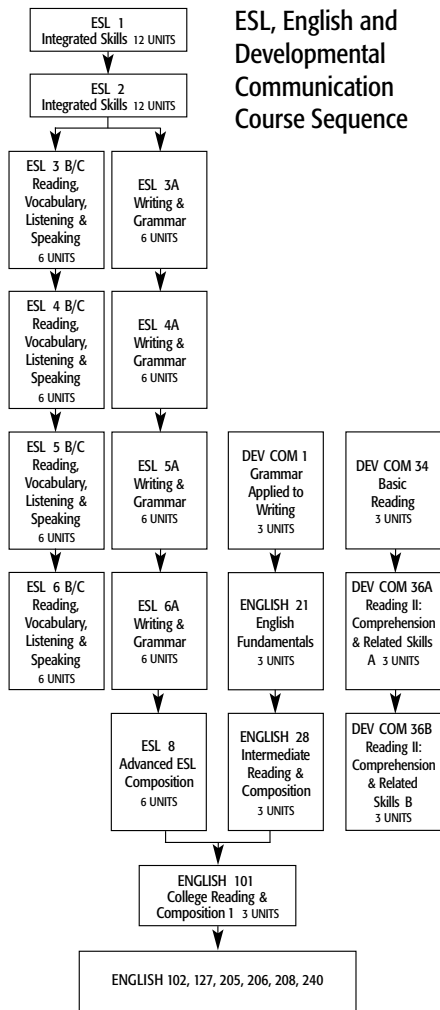 ESL, English and
Developmental
Communication
Course Sequence
ESL 1
Integrated Skills 12 UNITS
ESL 2
Integrated Skills 12 UNITS
ESL 3 B/C
Reading,
Vocabulary,
Listening &
Speaking
6 UNITS
ESL 3A
Writing &
Grammar
6 UNITS
ESL 4 B/C
Reading,
Vocabulary,
Listening &
Speaking
6 UNITS
ESL 4A
Writing &
Grammar
6 UNITS
ESL 5 B/C
Reading,
Vocabulary,
Listening &
Speaking
6 UNITS
ESL 5A
Writing &
Grammar
6 UNITS
DEV COM 1
Grammar
Applied to
Writing
3 UNITS
DEV COM 34
Basic
Reading
3 UNITS
ESL 6 B/C
Reading,
Vocabulary,
Listening &
Speaking
6 UNITS
ESL 6A
Writing &
Grammar
6 UNITS
ENGLISH 21
English
Fundamentals
3 UNITS
DEV COM 36A
Reading II:
Comprehension
& Related Skills
A 3 UNITS
ESL 8
Advanced ESL
Composition
6 UNITS
ENGLISH 28
Intermediate
Reading &
Composition
3 UNITS
DEV COM 36B
Reading II:
Comprehension
& Related
Skills B
3 UNITS
ENGLISH 101
College Reading &
Composition 1 3 UNITS
ENGLISH 102, 127, 205, 206, 208, 240